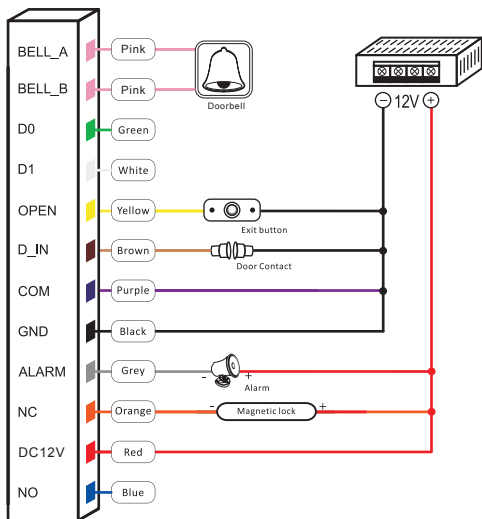 BELL_A Pink
BELL_B Pink
Doorbell
12V
D0 Green
D1 White
OPEN Yellow
Exit button
D_IN Brown
Door Contact
COM Purple
GND Black
ALARM Grey - +
Alarm
NC Orange - Magnetic lock +
DC12V Red
NO Blue